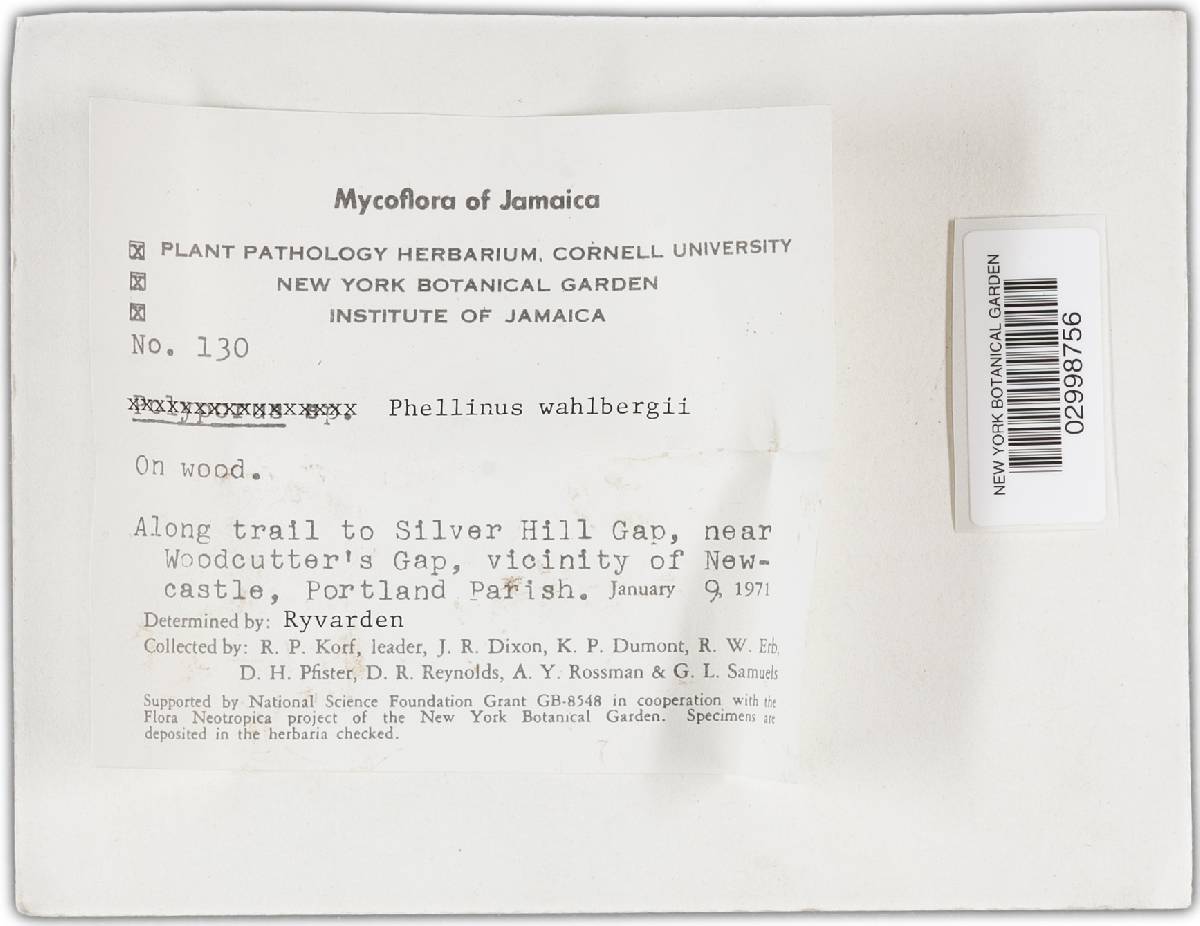 Mycoflora of Jamaica
☒ PLANT PATHOLOGY HERBARIUM, CORNELL UNIVERSITY
☒ NEW YORK BOTANICAL GARDEN
☒ INSTITUTE OF JAMAICA
No. 130
Polyporus sp. Phellinus wahlbergii
On wood.
Along trail to Silver Hill Gap, near
Woodcutter's Gap, vicinity of New-
castle, Portland Parish. January 9, 1971
Determined by: Ryvarden
Collected by: R. P. Korf, leader, J. R. Dixon, K. P. Dumont, R. W. Erb,
D. H. Pfister, D. R. Reynolds, A. Y. Rossman & G. L. Samuels
Supported by National Science Foundation Grant GB-8548 in cooperation with the
Flora Neotropica project of the New York Botanical Garden. Specimens are
deposited in the herbaria checked.
NEW YORK BOTANICAL GARDEN
02998756